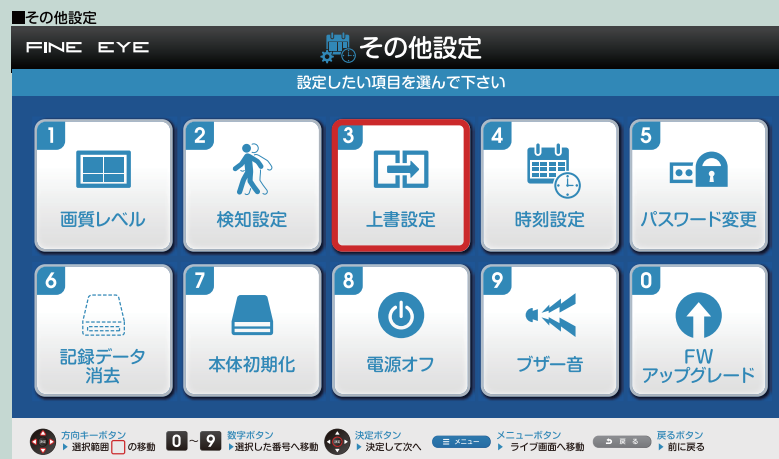 ■その他設定
FINE EYE
その他設定
設定したい項目を選んで下さい
1
画質レベル
2
検知設定
3
上書設定
4
時刻設定
5
パスワード変更
6
記録データ
消去
7
本体初期化
8
電源オフ
9
ブザー音
0
FW
アップグレード
方向キーボタン
▶選択範囲 の移動
0 ~ 9
数字ボタン
▶選択した番号へ移動
決定ボタン
▶決定して次へ
メニュー
メニューボタン
▶ライブ画面へ移動
戻る
戻るボタン
▶前に戻る